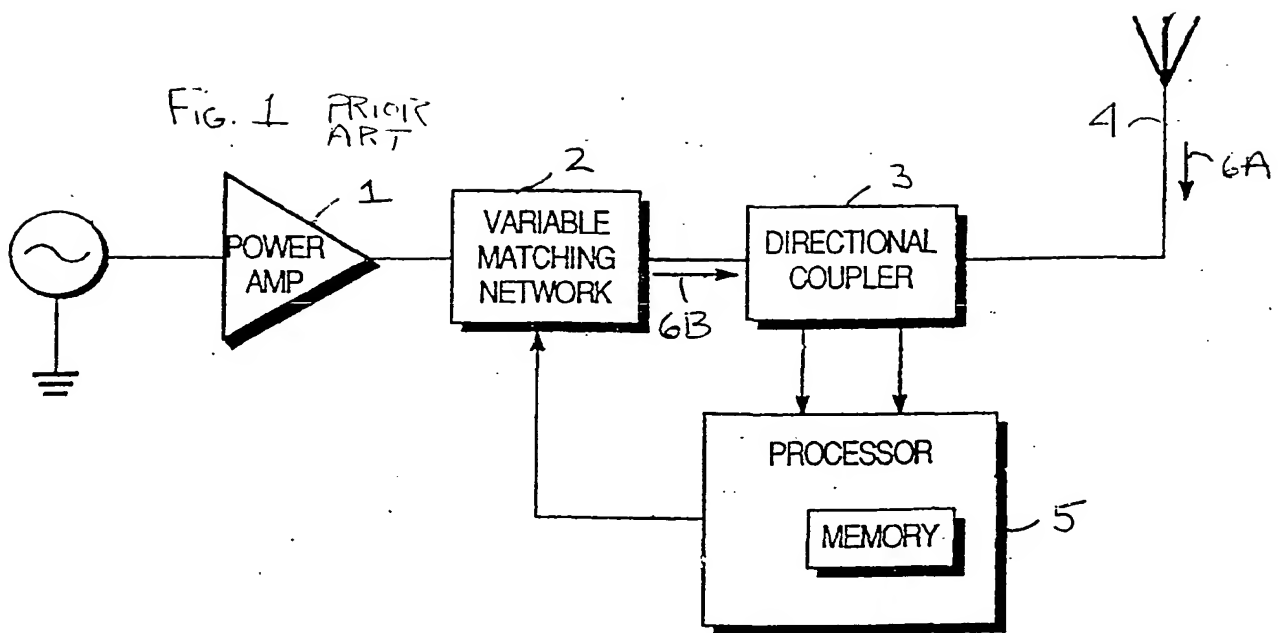 Fig. 1 PRIOR
ART
4
6A
1
2
3
POWER
AMP
VARIABLE
MATCHING
NETWORK
DIRECTIONAL
COUPLER
6B
PROCESSOR
MEMORY
5